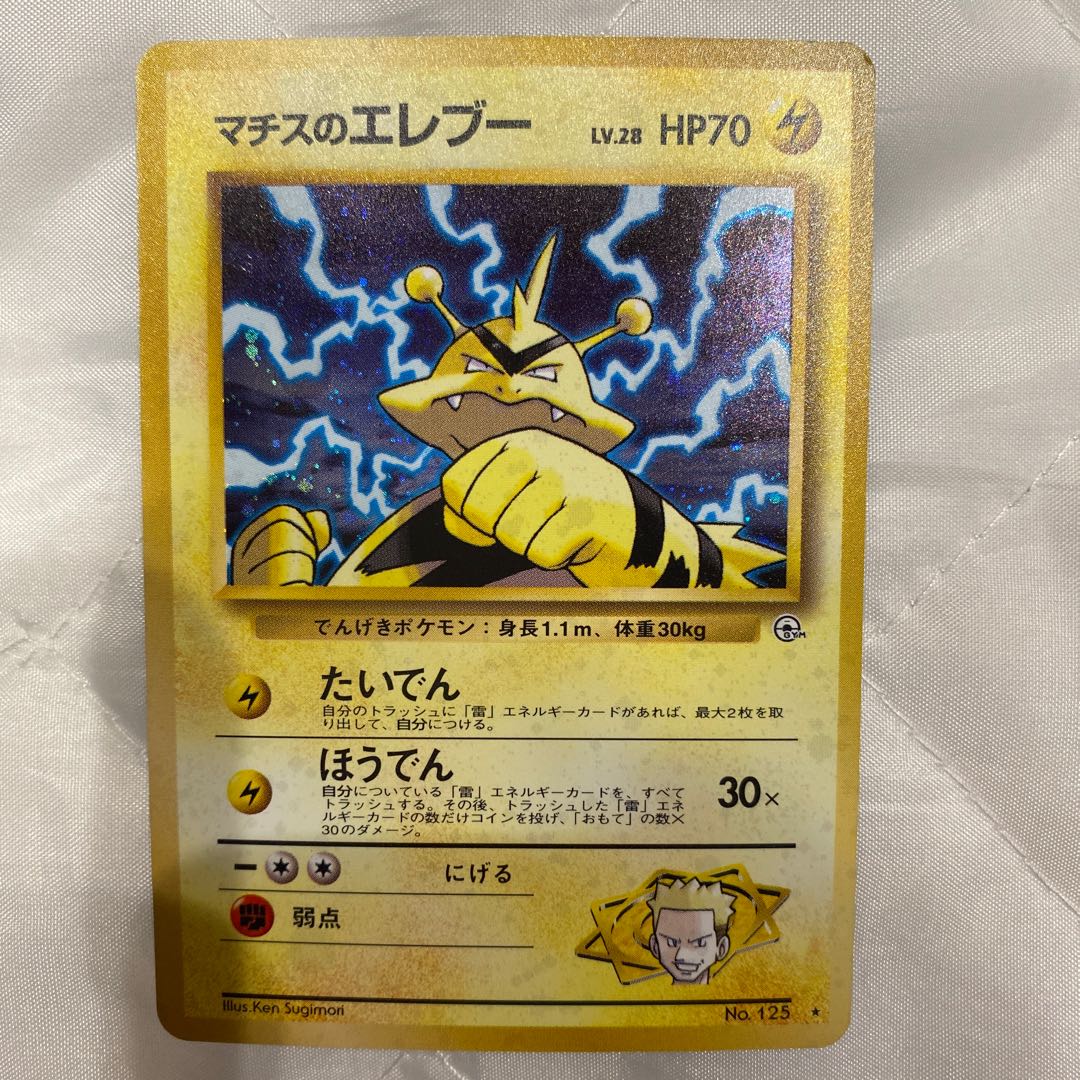 マチスのエレブー LV.28 HP70
でんげきポケモン：身長1.1m、体重30kg
GYM
たいでん
自分のトラッシュに「雷」エネルギーカードがあれば、最大2枚を取
り出して、自分につける。
ほうでん
30×
自分についている「雷」エネルギーカードを、すべて
トラッシュする。その後、トラッシュした「雷」エネ
ルギーカードの数だけコインを投げ、「おもて」の数×
30のダメージ。
にげる
弱点
Illus.Ken Sugimori
No. 125 ★